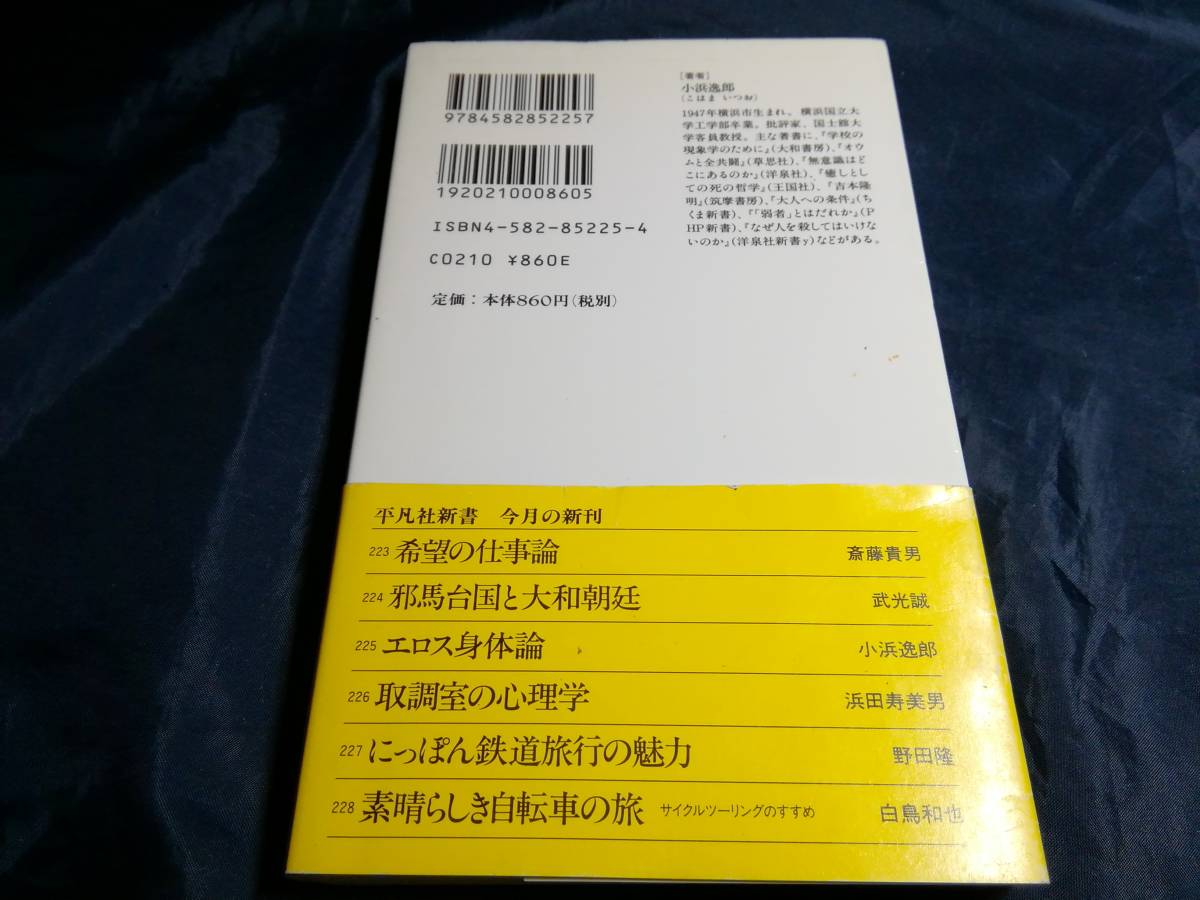 9784582852257
1920210008605
ISBN4-582-85225-4
C0210 ¥860E
定価：本体860円（税別）
［著者］
小浜逸郎
（こはま いつお）
1947年横浜市生まれ。横浜国立大
学工学部卒業。批評家、国士舘大
学客員教授。主な著書に、『学校の
現象学のために』（大和書房）、『オウ
ムと全共闘』（草思社）、『無意識はど
こにあるのか』（洋泉社）、『癒しとし
ての死の哲学』（王国社）、『吉本隆
明』（筑摩書房）、『大人への条件』（ち
くま新書）、『「弱者」とはだれか』（P
HP新書）、『なぜ人を殺してはいけな
いのか』（洋泉社新書y）などがある。
平凡社新書 今月の新刊
223 希望の仕事論 斎藤貴男
224 邪馬台国と大和朝廷 武光誠
225 エロス身体論 小浜逸郎
226 取調室の心理学 浜田寿美男
227 にっぽん鉄道旅行の魅力 野田隆
228 素晴らしき自転車の旅 サイクルツーリングのすすめ 白鳥和也